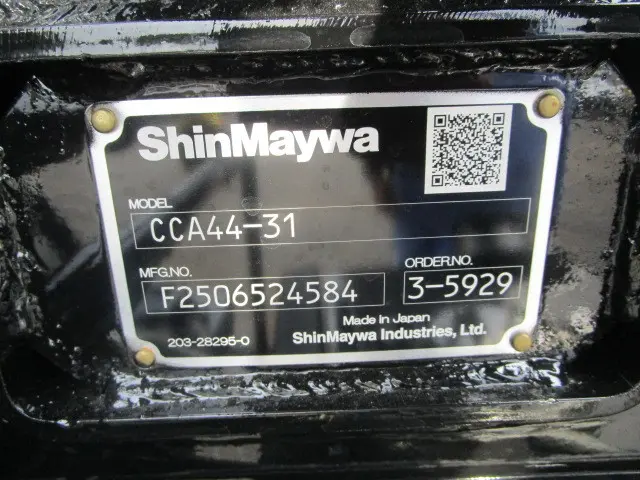 ShinMaywa
MODEL
CCA44-31
MFG.NO.
F2506524584
ORDER.NO.
3-5929
Made in Japan
203-28295-0
ShinMaywa Industries, Ltd.